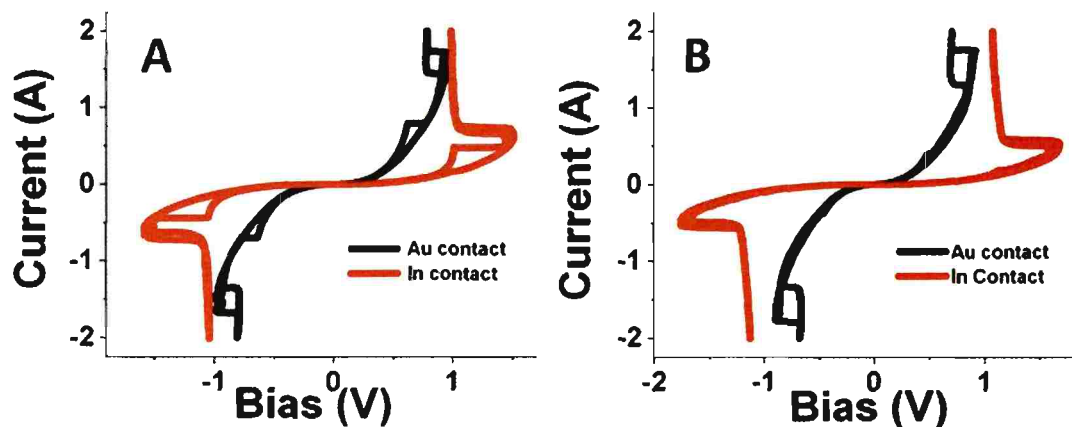 A
Current (A)
2
1
0
-1
-2
Au contact
In contact
-1
0
1
Bias (V)
B
Current (A)
2
1
0
-1
-2
Au contact
In Contact
-2
-1
0
1
Bias (V)